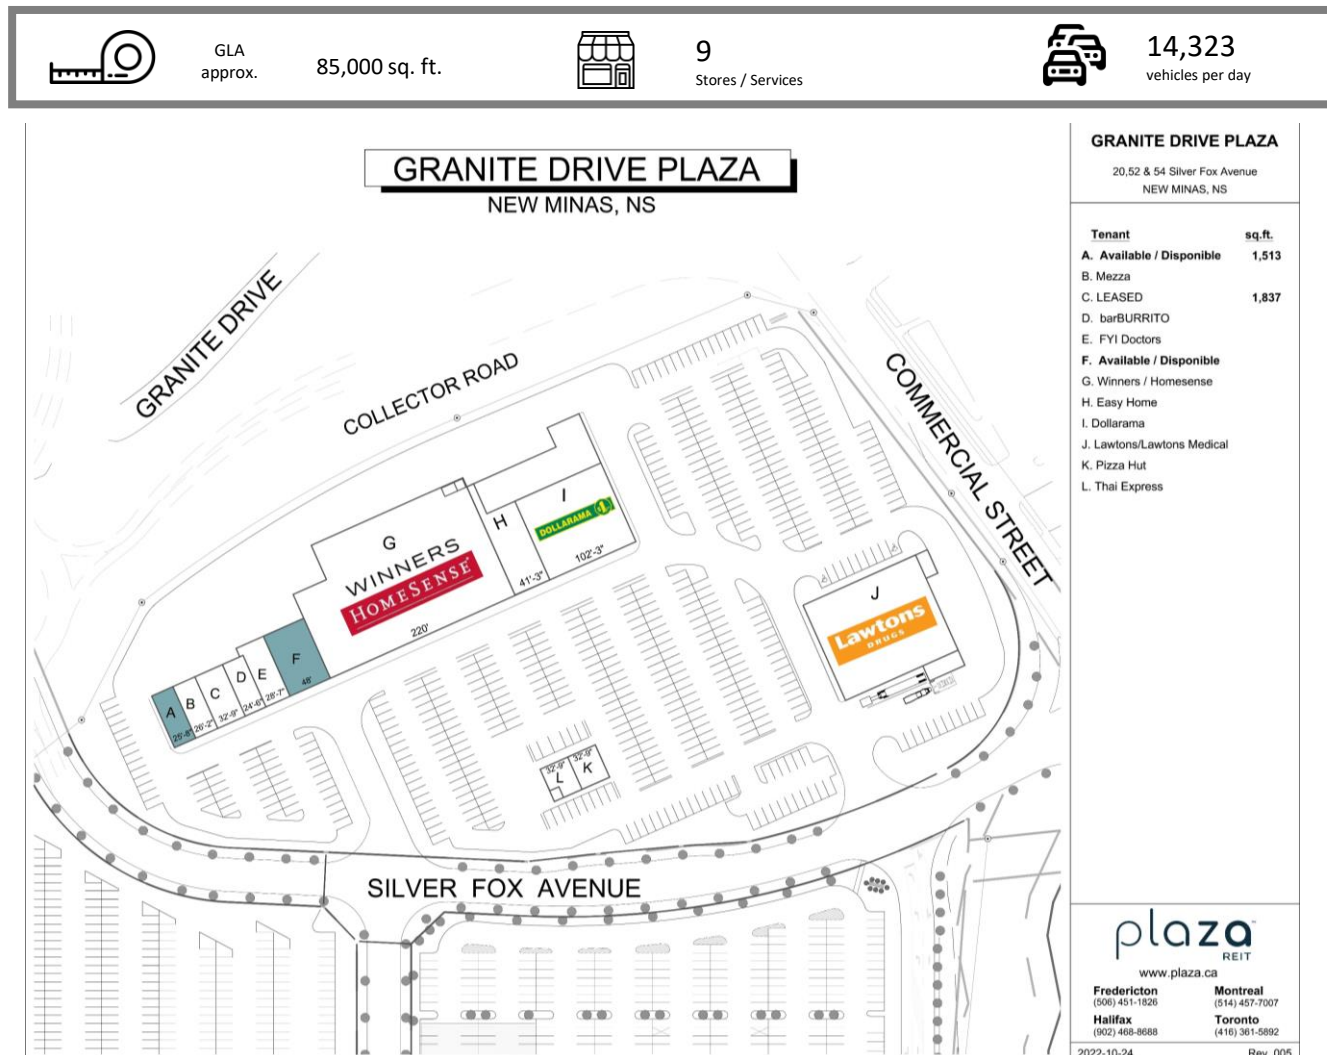 GLA
approx.
85,000 sq. ft.
9
Stores / Services
14,323
vehicles per day
GRANITE DRIVE PLAZA
NEW MINAS, NS
GRANITE DRIVE
COLLECTOR ROAD
COMMERCIAL STREET
SILVER FOX AVENUE
G
WINNERS
HOMESENSE
220'
H
41'-3"
I
DOLLARAMA
102'-3"
J
Lawtons
DRUGS
A
25'-8"
B
26'-2"
C
32'-9"
D
24'-6"
E
28'-7"
F
48'
32'-9"
L
32'-9"
K
GRANITE DRIVE PLAZA
20,52 & 54 Silver Fox Avenue
NEW MINAS, NS
Tenant sq.ft.
A. Available / Disponible 1,513
B. Mezza
C. LEASED 1,837
D. barBURRITO
E. FYI Doctors
F. Available / Disponible
G. Winners / Homesense
H. Easy Home
I. Dollarama
J. Lawtons/Lawtons Medical
K. Pizza Hut
L. Thai Express
plaza
REIT
www.plaza.ca
Fredericton Montreal
(506) 451-1826 (514) 457-7007
Halifax Toronto
(902) 468-8688 (416) 361-5892
2022-10-24 Rev. 005